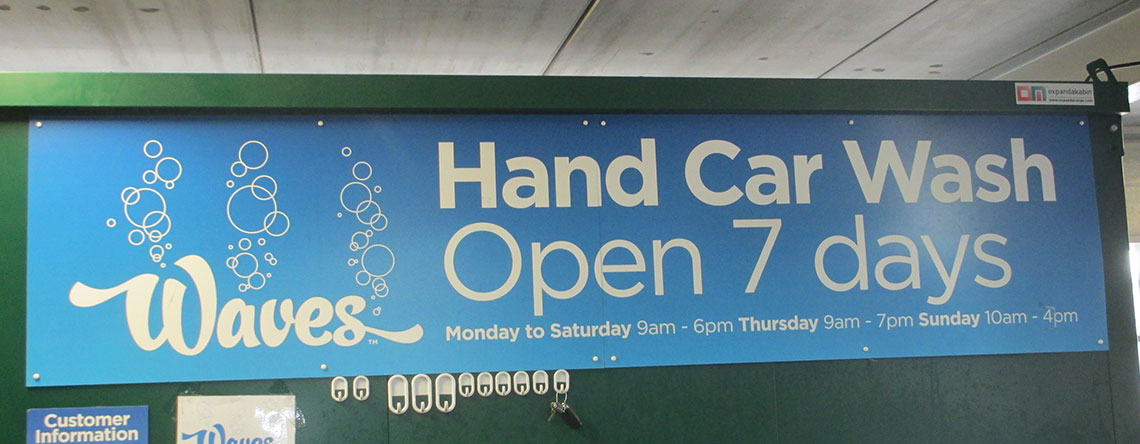 expandakabin
Waves™
Hand Car Wash
Open 7 days
Monday to Saturday 9am - 6pm Thursday 9am - 7pm Sunday 10am - 4pm
Customer
Information
Waves